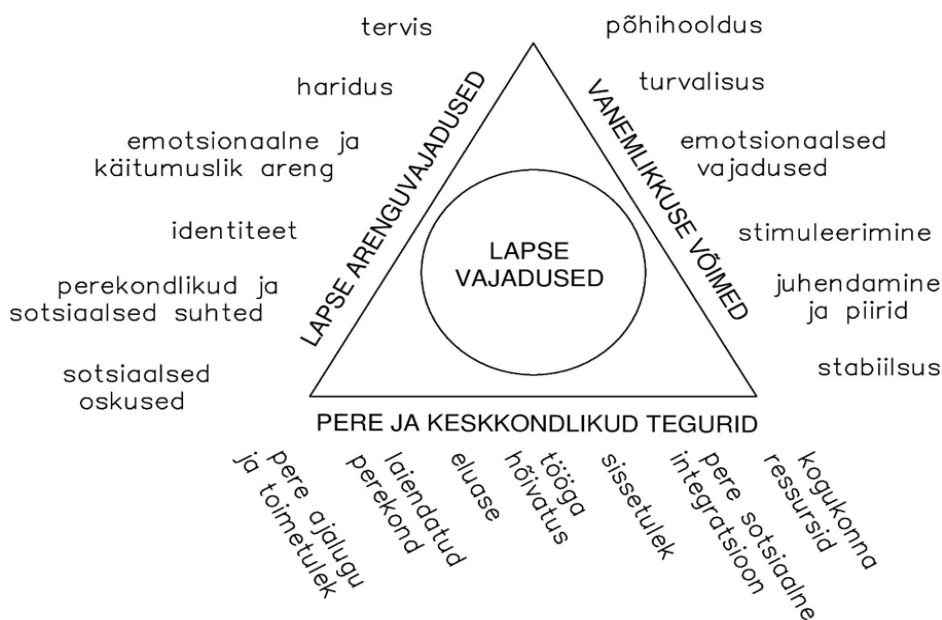 tervis
haridus
emotsionaalne ja
käitumuslik areng
identiteet
perekondlikud ja
sotsiaalsed suhted
sotsiaalsed
oskused
LAPSE ARENGUVAJADUSED
LAPSE
VAJADUSED
VANEMLIKKUSE VÕIMED
põhihooldus
turvalisus
emotsionaalsed
vajadused
stimuleerimine
juhendamine
ja piirid
stabiilsus
PERE JA KESKKONDLIKUD TEGURID
pere ajalugu
ja toimetulek
laiendatud
perekond
eluase
tööga
hõivatus
sissetulek
pere sotsiaalne
integratsioon
kogukonna
ressursid